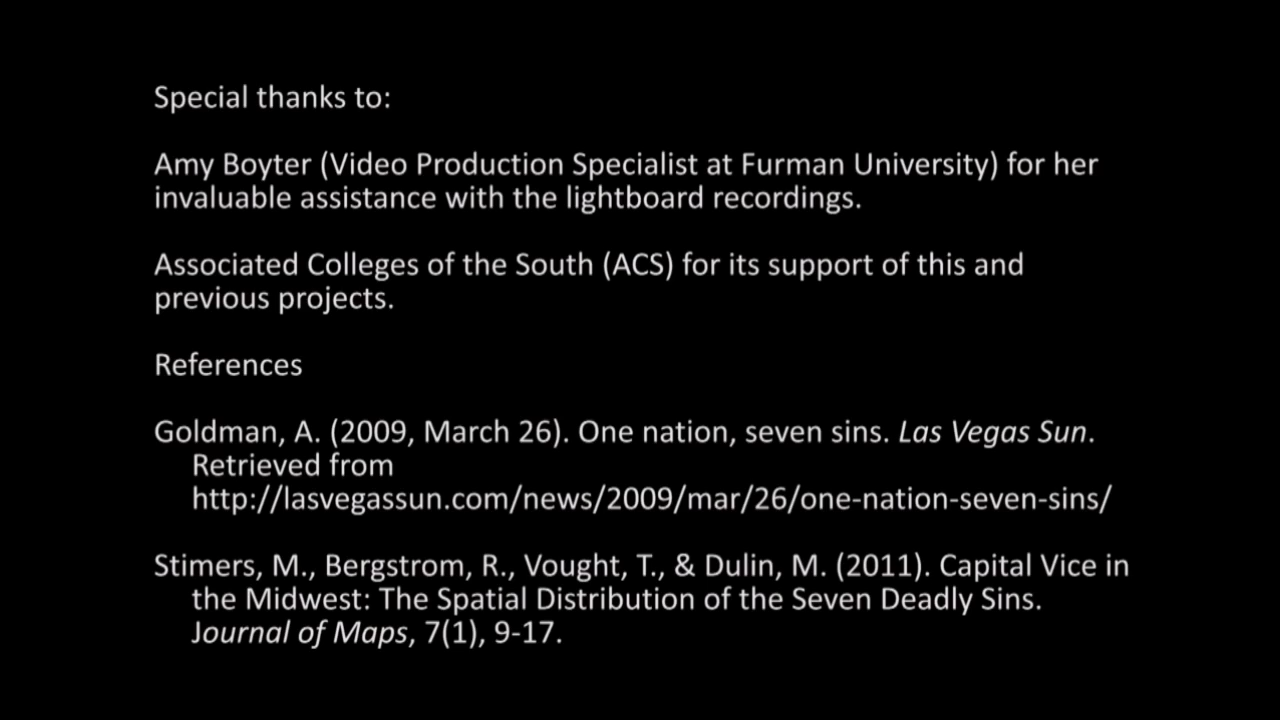 Special thanks to:
Amy Boyter (Video Production Specialist at Furman University) for her
invaluable assistance with the lightboard recordings.
Associated Colleges of the South (ACS) for its support of this and
previous projects.
References
Goldman, A. (2009, March 26). One nation, seven sins. Las Vegas Sun.
Retrieved from
http://lasvegassun.com/news/2009/mar/26/one-nation-seven-sins/
Stimers, M., Bergstrom, R., Vought, T., & Dulin, M. (2011). Capital Vice in
the Midwest: The Spatial Distribution of the Seven Deadly Sins.
Journal of Maps, 7(1), 9-17.